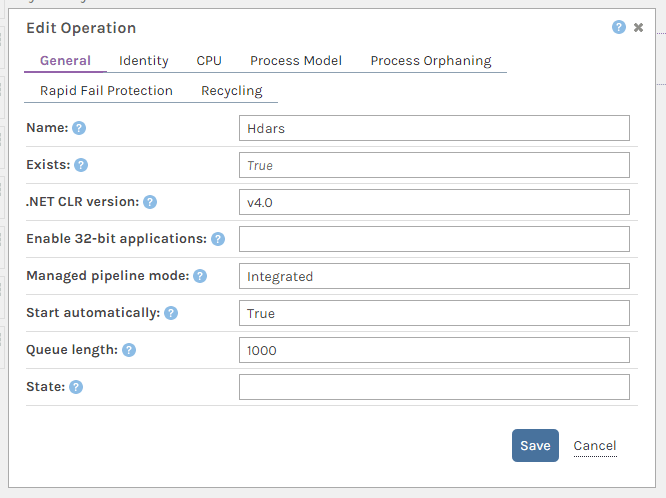 Edit Operation ? ✖
General Identity CPU Process Model Process Orphaning
Rapid Fail Protection Recycling
Name: ? Hdars
Exists: ? True
.NET CLR version: ? v4.0
Enable 32-bit applications: ?
Managed pipeline mode: ? Integrated
Start automatically: ? True
Queue length: ? 1000
State: ?
Save Cancel